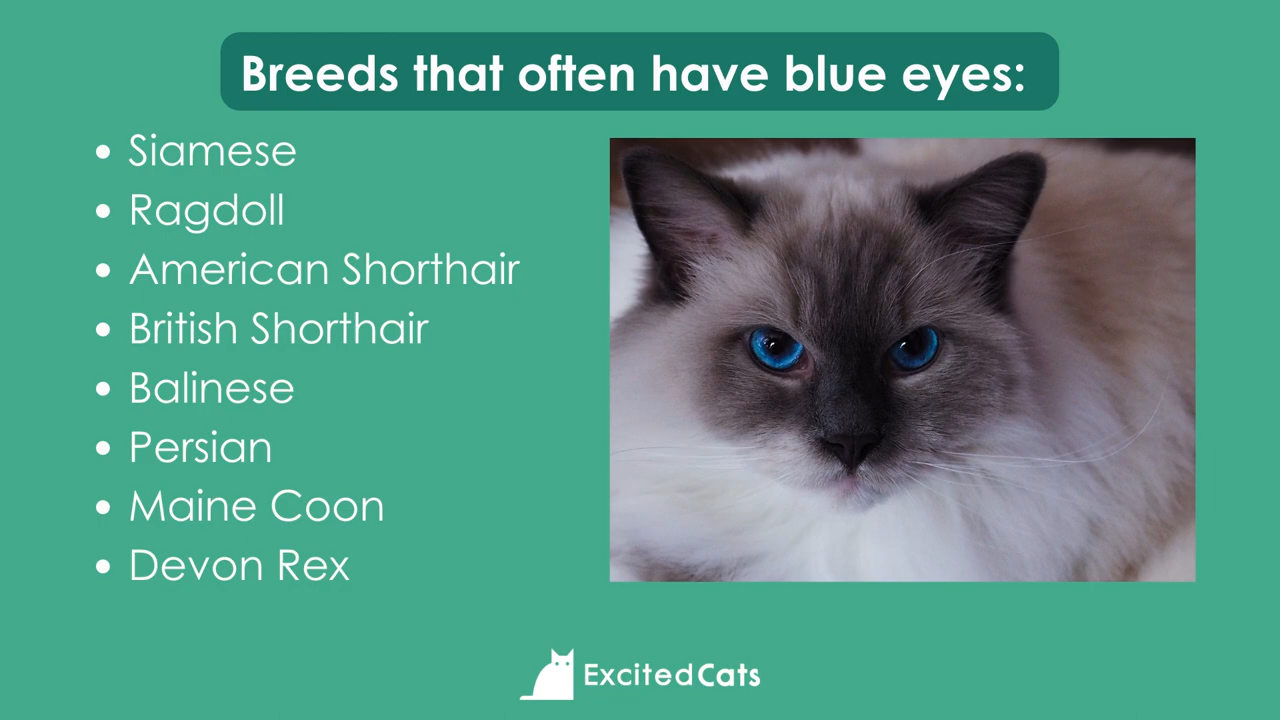 Breeds that often have blue eyes:
• Siamese
• Ragdoll
• American Shorthair
• British Shorthair
• Balinese
• Persian
• Maine Coon
• Devon Rex
ExcitedCats